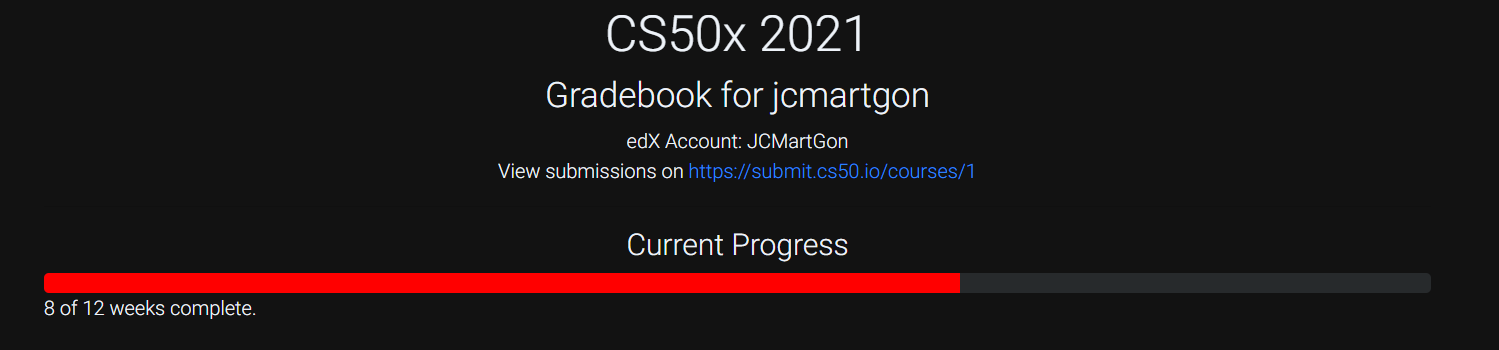 CS50x 2021
Gradebook for jcmartgon
edX Account: JCMartGon
View submissions on https://submit.cs50.io/courses/1
Current Progress
8 of 12 weeks complete.